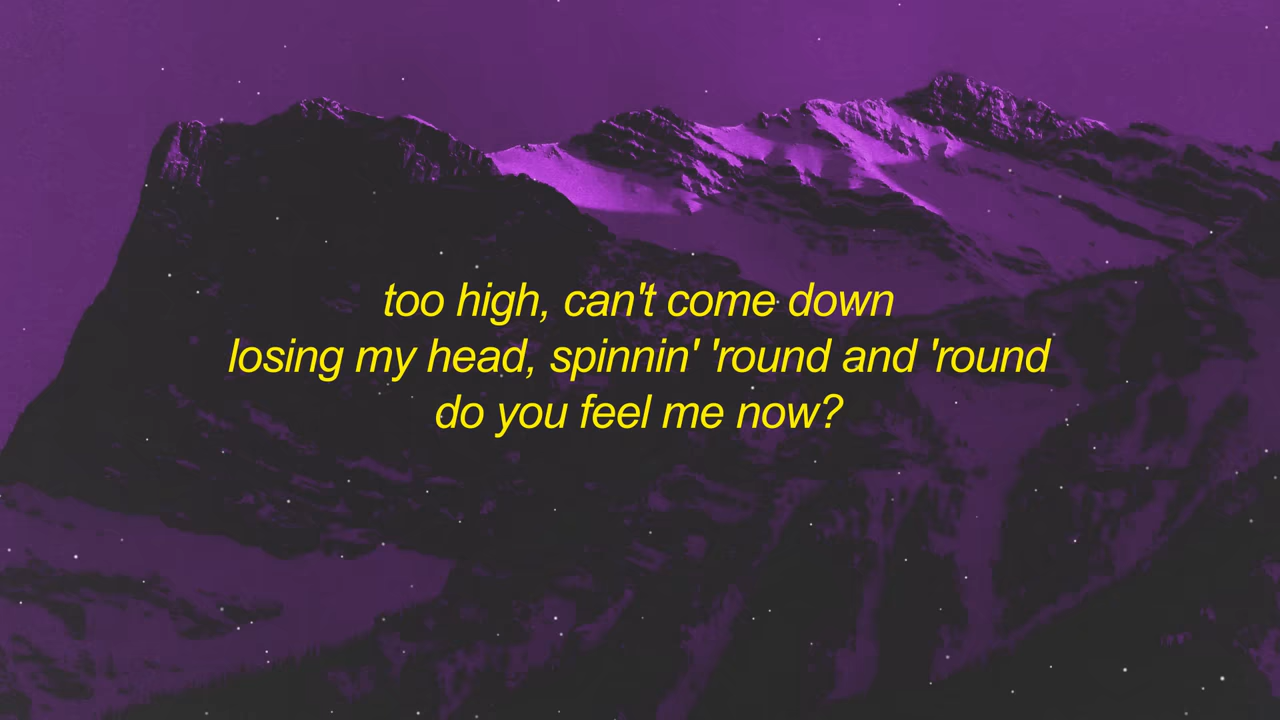 too high, can't come down
losing my head, spinnin' 'round and 'round
do you feel me now?